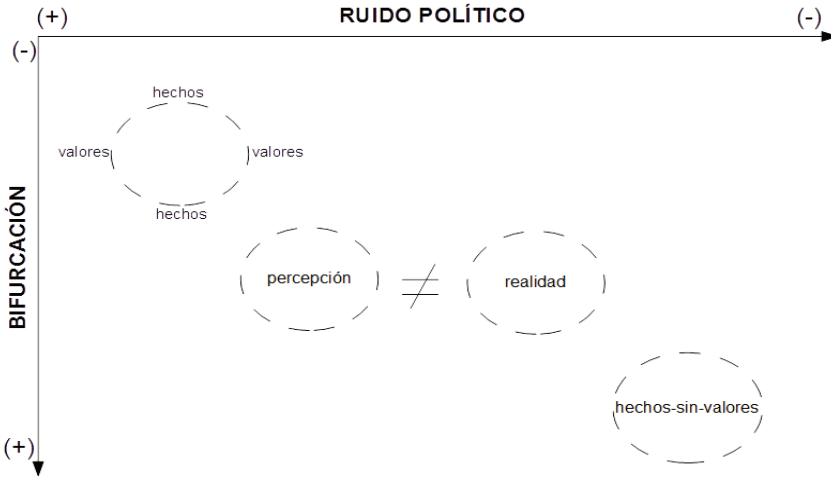 (+) RUIDO POLÍTICO (-)
(-)
hechos
valores valores
hechos
BIFURCACIÓN
percepción ≠ realidad
hechos-sin-valores
(+)